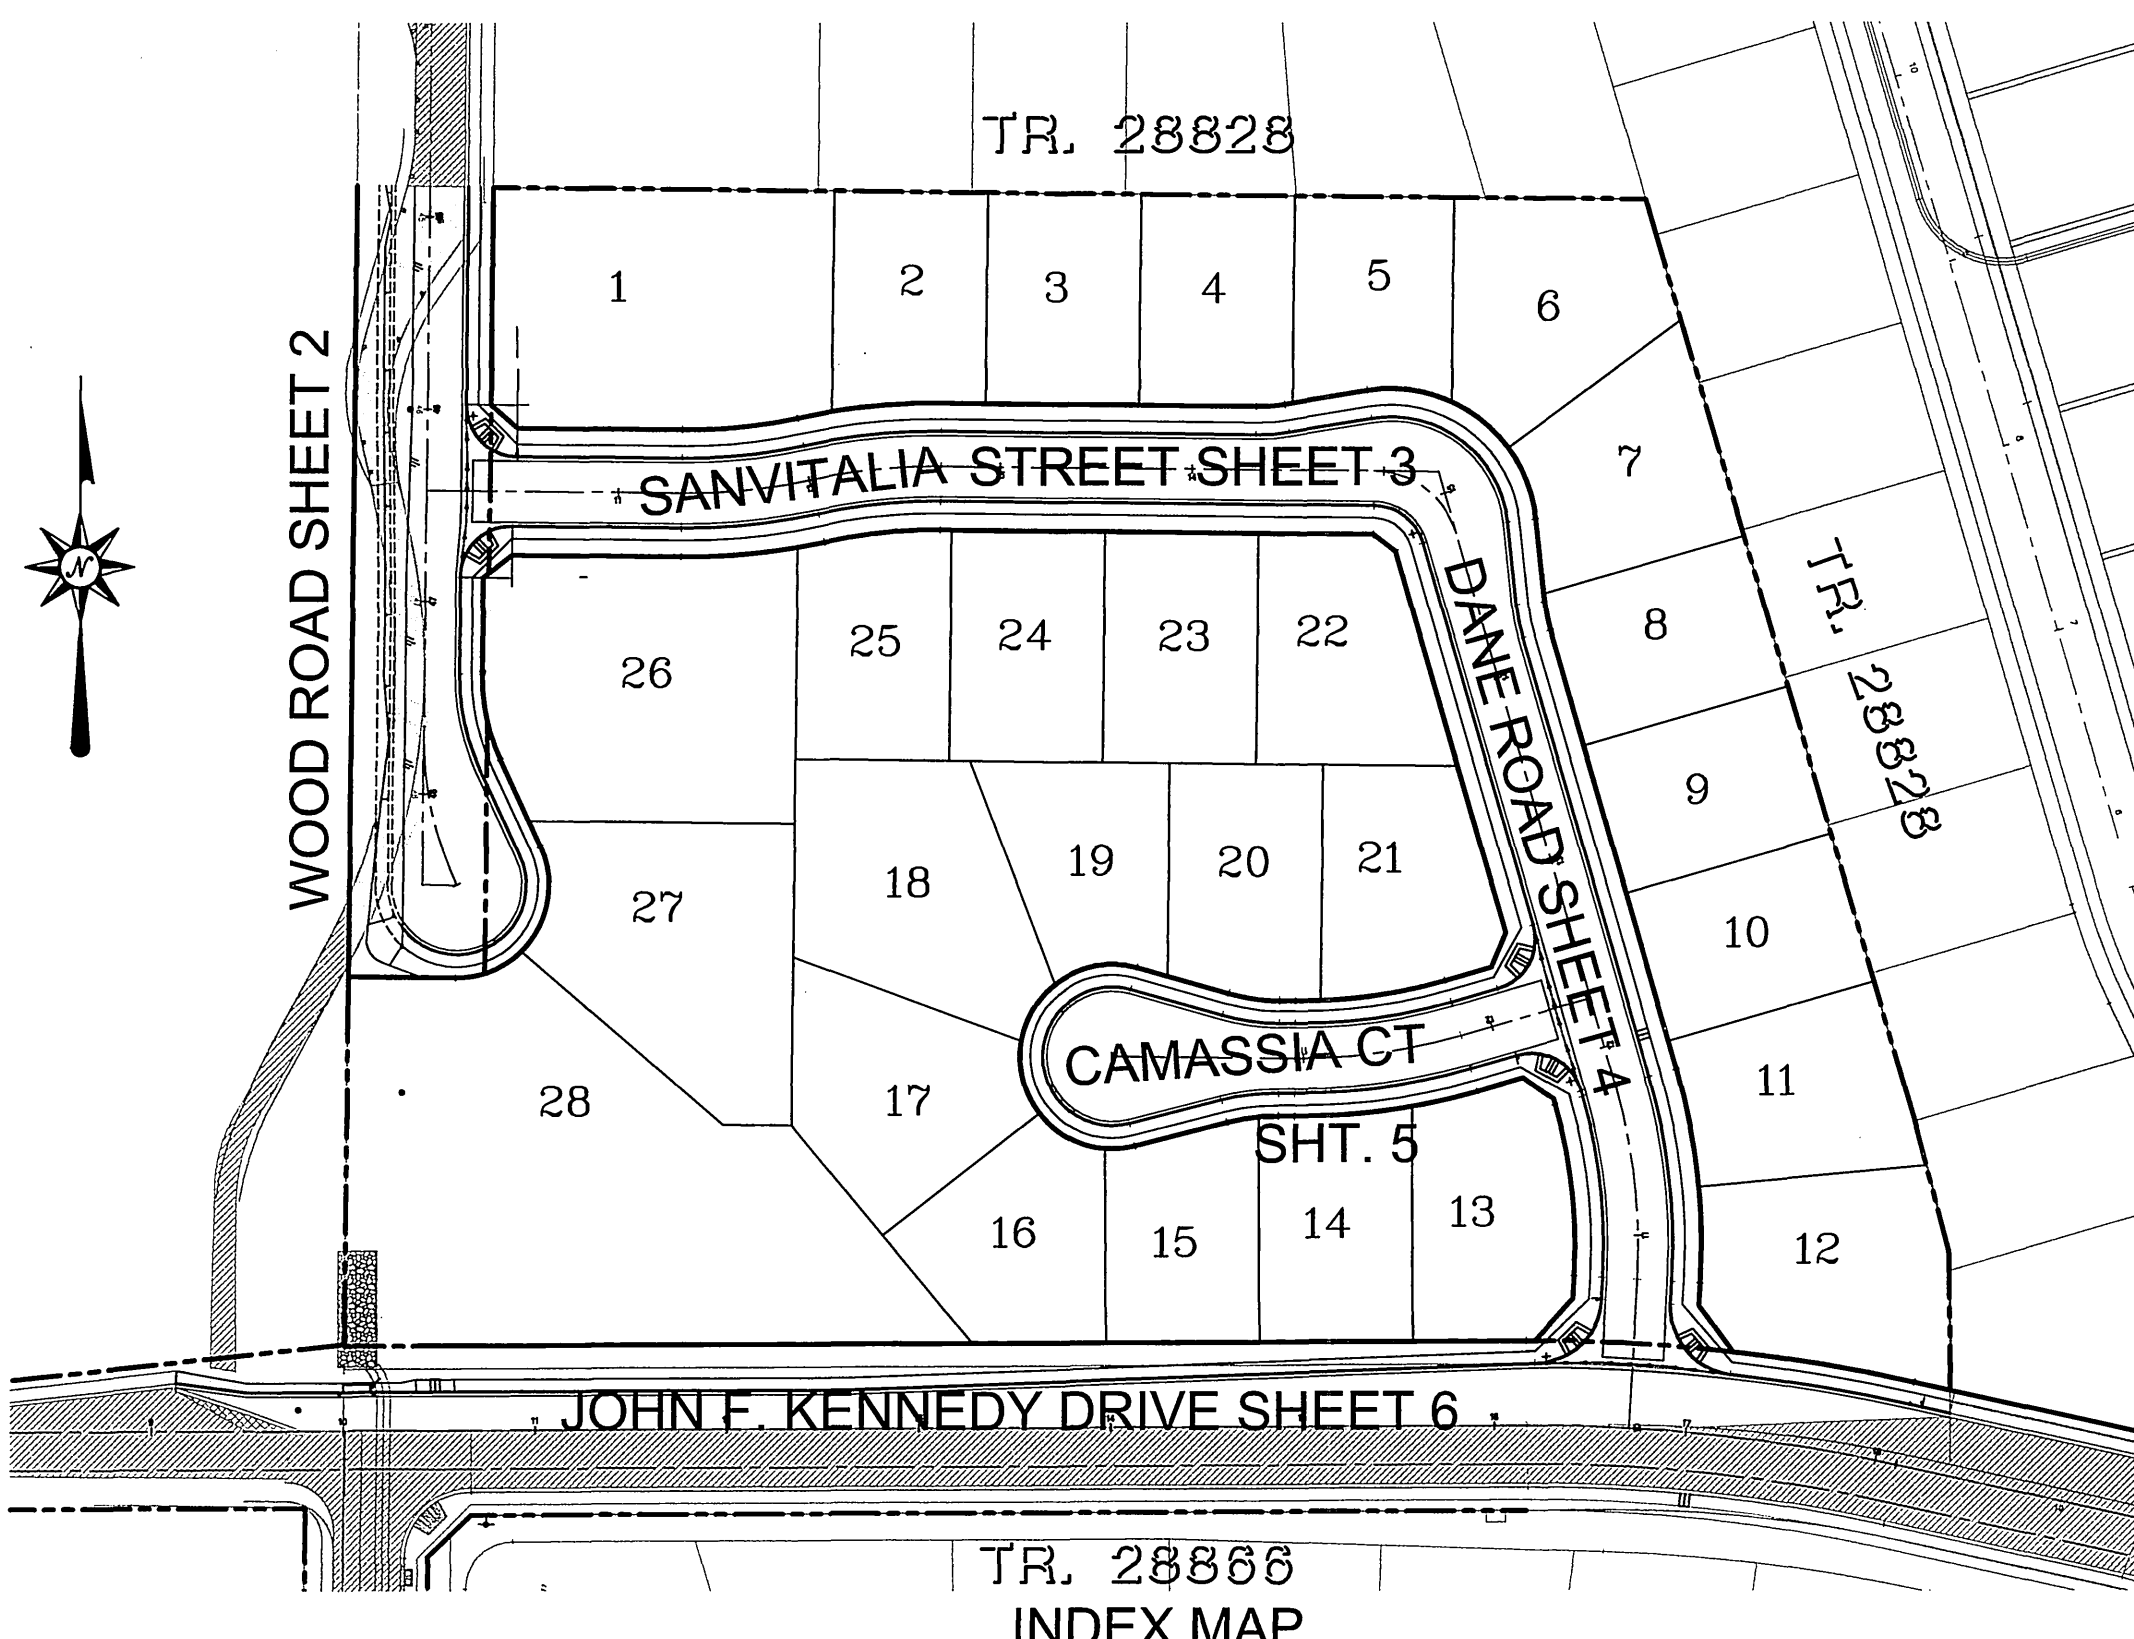 TR. 28828
1
2
3
4
5
6
WOOD ROAD SHEET 2
SANVITALIA STREET SHEET 3
7
N
DANE ROAD SHEET 4
TR. 28828
8
26
25
24
23
22
9
27
18
19
20
21
10
CAMASSIA CT
SHT. 5
28
17
11
16
15
14
13
12
JOHN F. KENNEDY DRIVE SHEET 6
TR. 28866
INDEX MAP